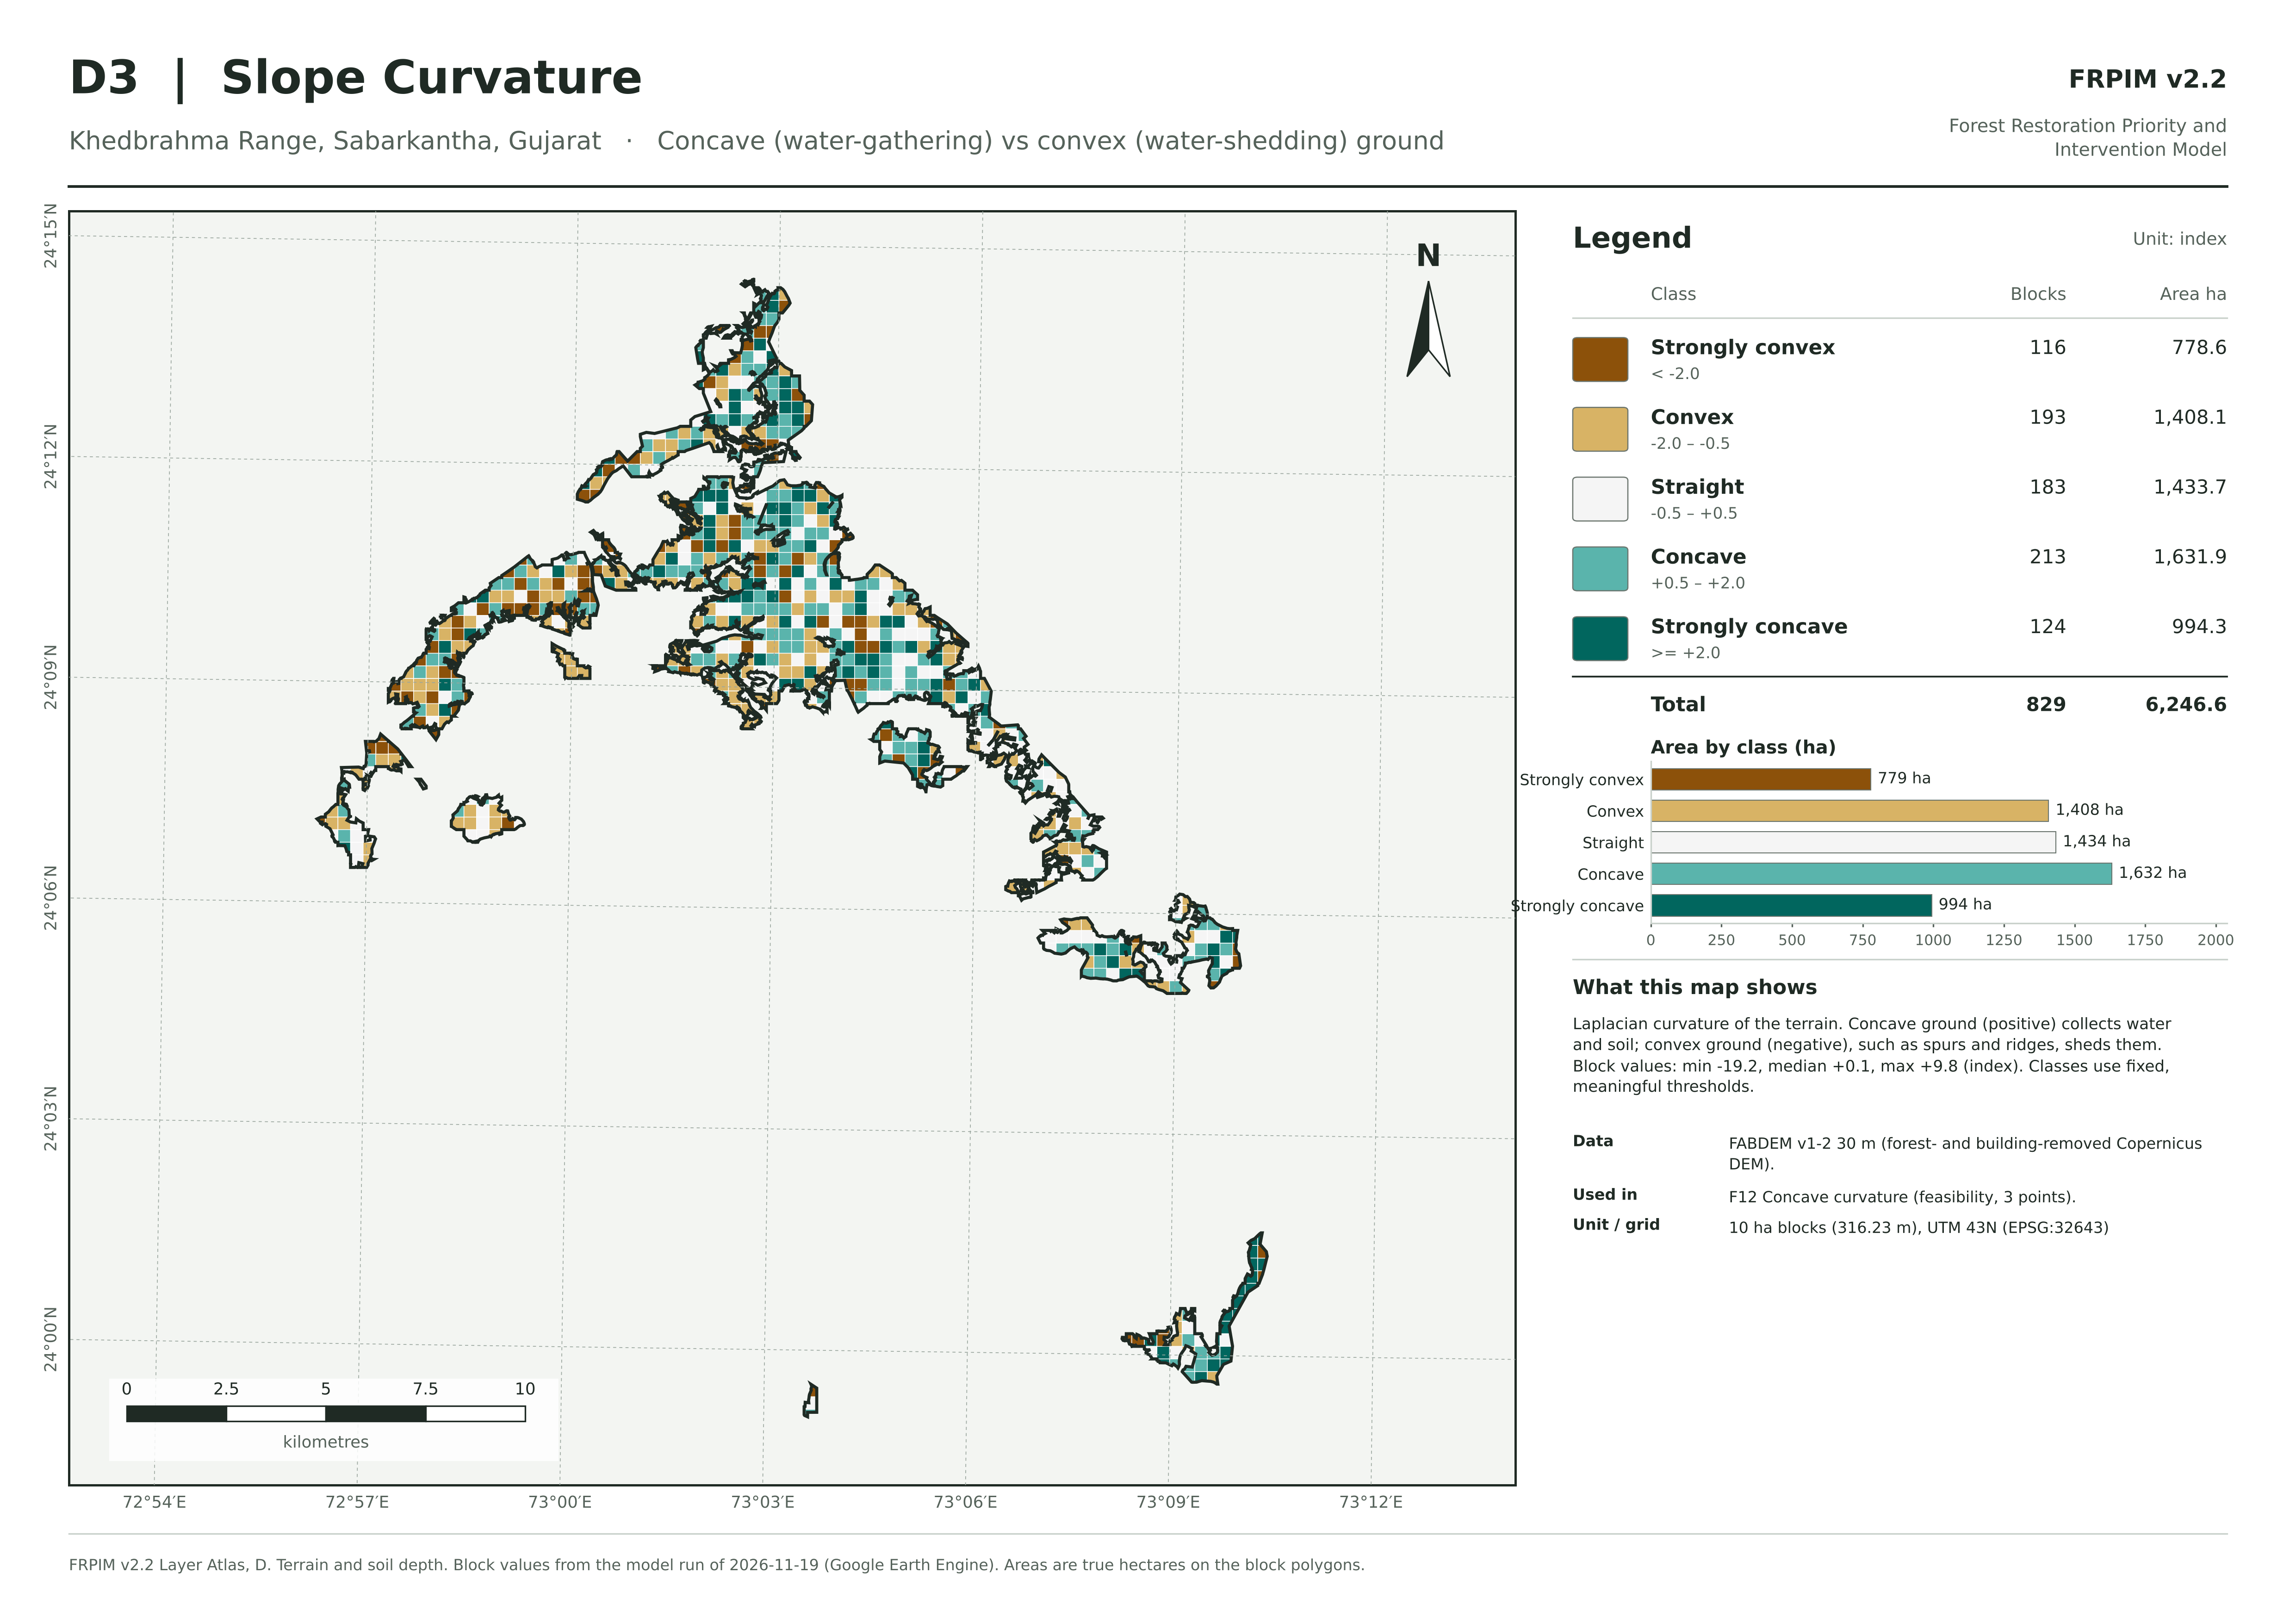 D3 | Slope Curvature
FRPIM v2.2
Khedbrahma Range, Sabarkantha, Gujarat · Concave (water-gathering) vs convex (water-shedding) ground
Forest Restoration Priority and
Intervention Model
24°15′N
24°12′N
24°09′N
24°06′N
24°03′N
24°00′N
N
0 2.5 5 7.5 10
kilometres
72°54′E 72°57′E 73°00′E 73°03′E 73°06′E 73°09′E 73°12′E
Legend
Unit: index
Class Blocks Area ha
Strongly convex 116 778.6
< -2.0
Convex 193 1,408.1
-2.0 – -0.5
Straight 183 1,433.7
-0.5 – +0.5
Concave 213 1,631.9
+0.5 – +2.0
Strongly concave 124 994.3
>= +2.0
Total 829 6,246.6
Area by class (ha)
Strongly convex 779 ha
Convex 1,408 ha
Straight 1,434 ha
Concave 1,632 ha
Strongly concave 994 ha
0 250 500 750 1000 1250 1500 1750 2000
What this map shows
Laplacian curvature of the terrain. Concave ground (positive) collects water
and soil; convex ground (negative), such as spurs and ridges, sheds them.
Block values: min -19.2, median +0.1, max +9.8 (index). Classes use fixed,
meaningful thresholds.
Data FABDEM v1-2 30 m (forest- and building-removed Copernicus
DEM).
Used in F12 Concave curvature (feasibility, 3 points).
Unit / grid 10 ha blocks (316.23 m), UTM 43N (EPSG:32643)
FRPIM v2.2 Layer Atlas, D. Terrain and soil depth. Block values from the model run of 2026-11-19 (Google Earth Engine). Areas are true hectares on the block polygons.